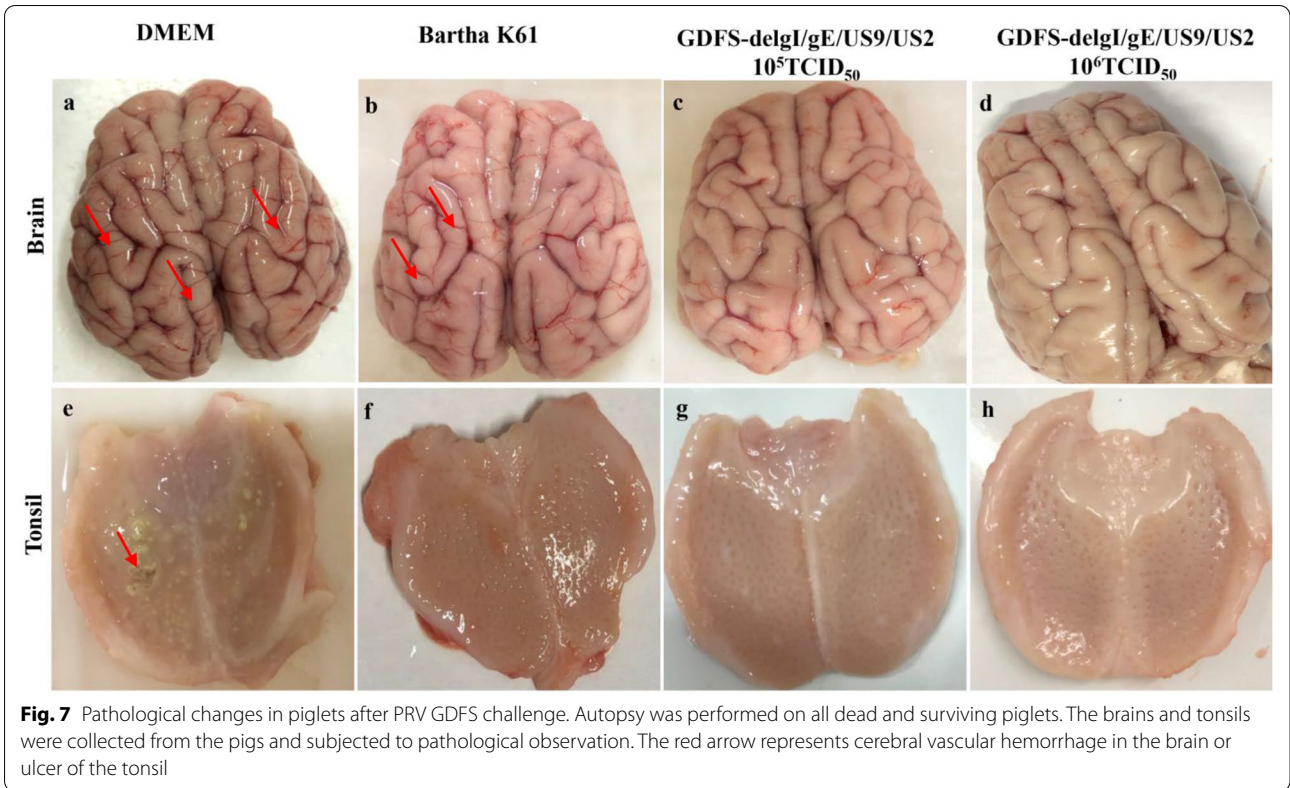 DMEM
Bartha K61
GDFS-delgI/gE/US9/US2
10⁵TCID₅₀
GDFS-delgI/gE/US9/US2
10⁶TCID₅₀
Brain
a
b
c
d
Tonsil
e
f
g
h
Fig. 7 Pathological changes in piglets after PRV GDFS challenge. Autopsy was performed on all dead and surviving piglets. The brains and tonsils
were collected from the pigs and subjected to pathological observation. The red arrow represents cerebral vascular hemorrhage in the brain or
ulcer of the tonsil